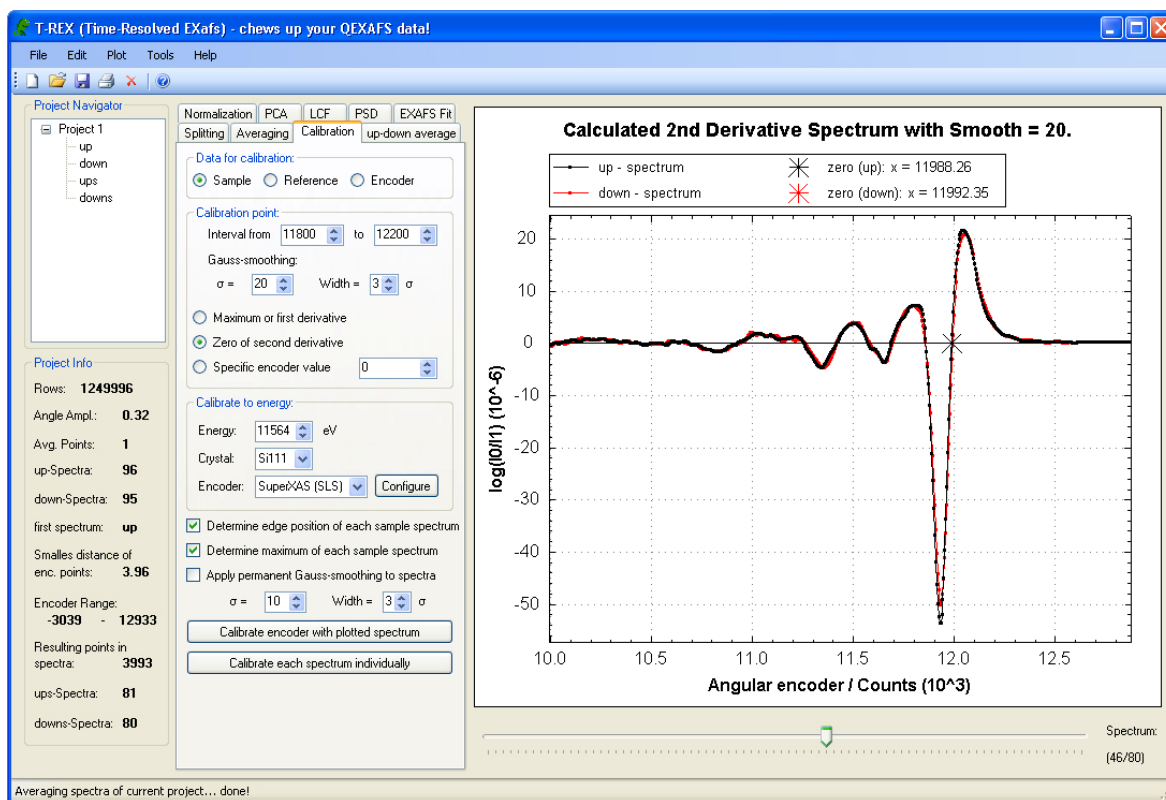 T-REX (Time-Resolved EXafs) - chews up your QEXAFS data!
File Edit Plot Tools Help
Project Navigator
Project 1
up
down
ups
downs
Project Info
Rows: 1249996
Angle Ampl.: 0.32
Avg. Points: 1
up-Spectra: 96
down-Spectra: 95
first spectrum: up
Smalles distance of
enc. points: 3.96
Encoder Range:
-3039 - 12933
Resulting points in
spectra: 3993
ups-Spectra: 81
downs-Spectra: 80
Normalization PCA LCF PSD EXAFS Fit
Splitting Averaging Calibration up-down average
Data for calibration:
Sample Reference Encoder
Calibration point:
Interval from 11800 to 12200
Gauss-smoothing:
σ = 20 Width = 3 σ
Maximum or first derivative
Zero of second derivative
Specific encoder value 0
Calibrate to energy:
Energy: 11564 eV
Crystal: Si111
Encoder: SuperXAS (SLS) Configure
Determine edge position of each sample spectrum
Determine maximum of each sample spectrum
Apply permanent Gauss-smoothing to spectra
σ = 10 Width = 3 σ
Calibrate encoder with plotted spectrum
Calibrate each spectrum individually
Calculated 2nd Derivative Spectrum with Smooth = 20.
up - spectrum zero (up): x = 11988.26
down - spectrum zero (down): x = 11992.35
log(I0/I1) (10^-6)
20
10
0
-10
-20
-30
-40
-50
10.0 10.5 11.0 11.5 12.0 12.5
Angular encoder / Counts (10^3)
Spectrum:
(46/80)
Averaging spectra of current project... done!